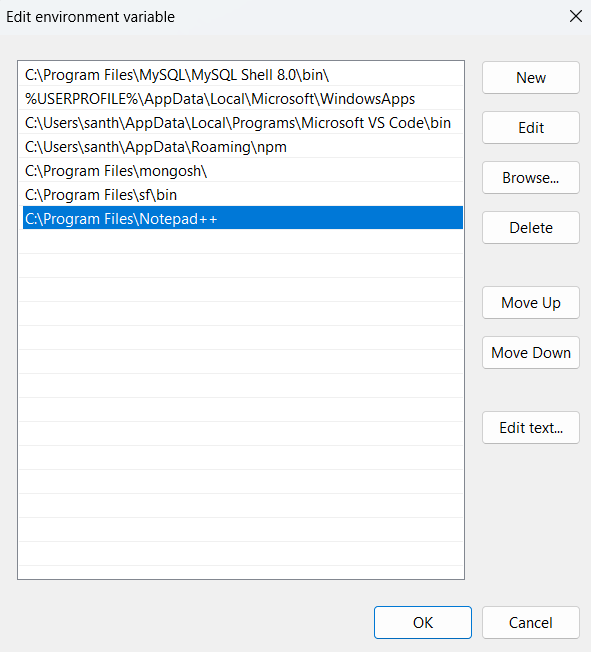 Edit environment variable
C:\Program Files\MySQL\MySQL Shell 8.0\bin\
%USERPROFILE%\AppData\Local\Microsoft\WindowsApps
C:\Users\santh\AppData\Local\Programs\Microsoft VS Code\bin
C:\Users\santh\AppData\Roaming\npm
C:\Program Files\mongosh\
C:\Program Files\sf\bin
C:\Program Files\Notepad++
New
Edit
Browse...
Delete
Move Up
Move Down
Edit text...
OK
Cancel